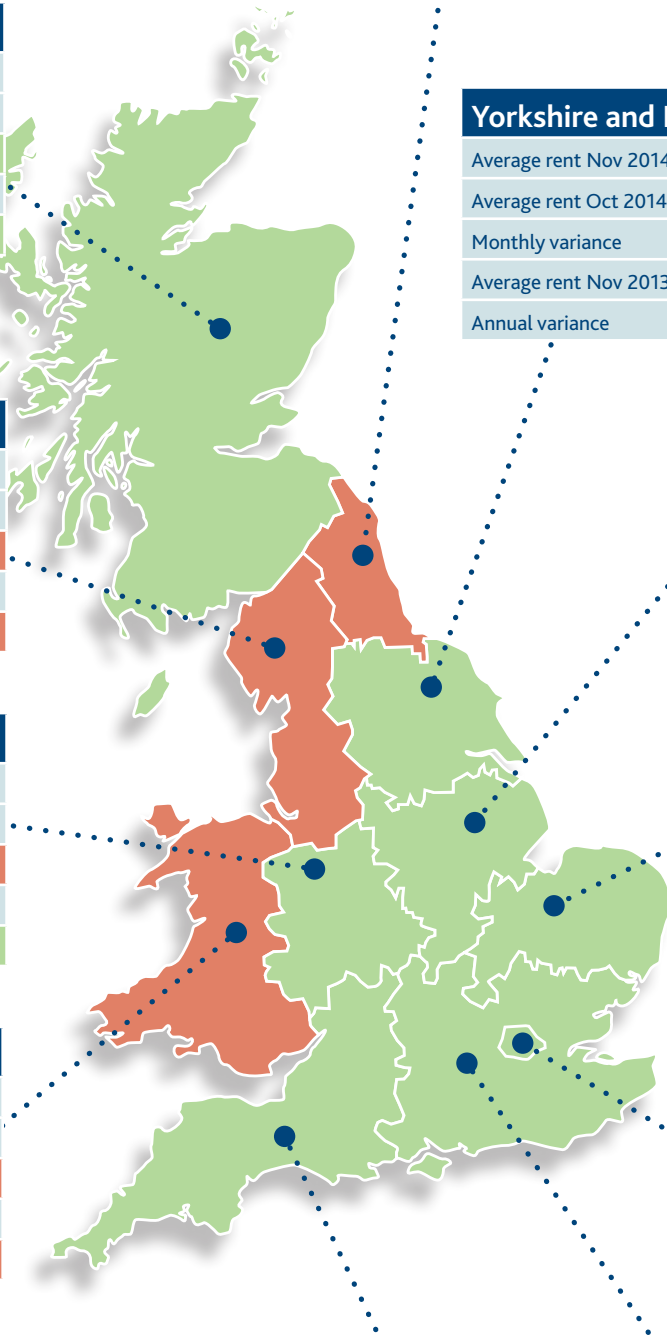 Yorkshire and
Average rent Nov 2014
Average rent Oct 2014
Monthly variance
Average rent Nov 2013
Annual variance